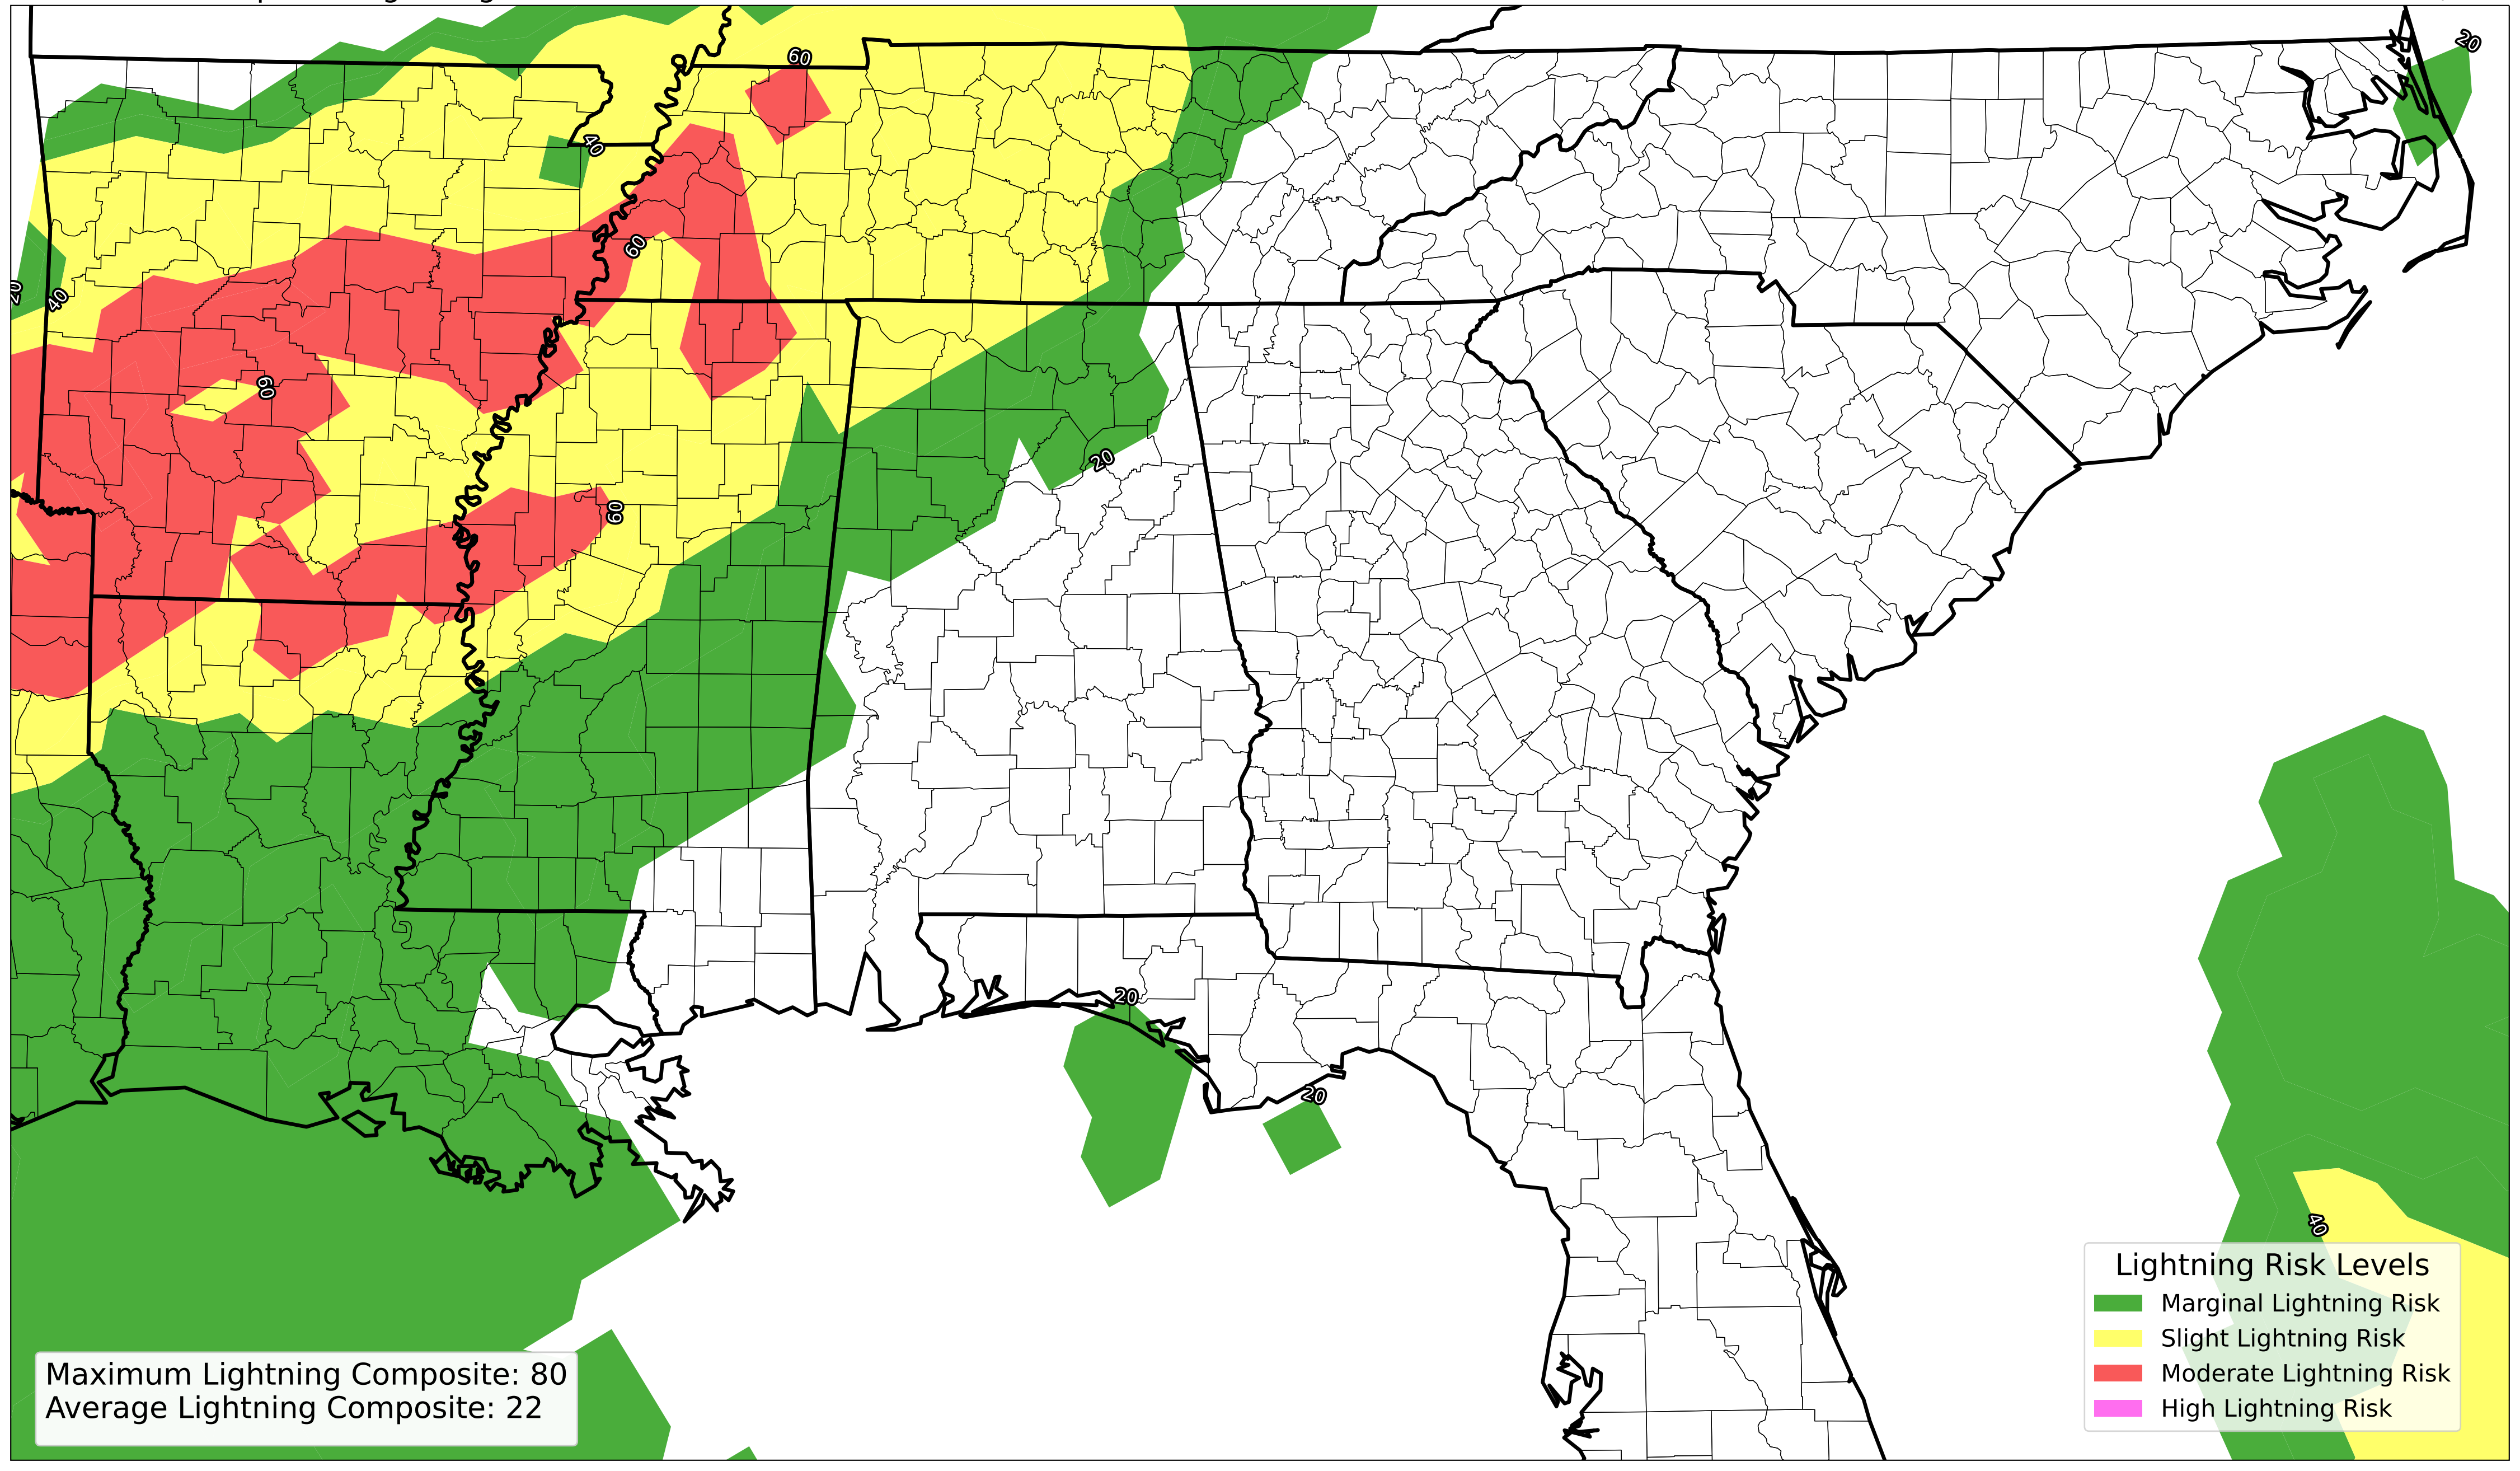 60
20
40
60
20
40
60
20
60
20
20
40
Lightning Risk Levels
Marginal Lightning Risk
Slight Lightning Risk
Moderate Lightning Risk
High Lightning Risk
Maximum Lightning Composite: 80
Average Lightning Composite: 22